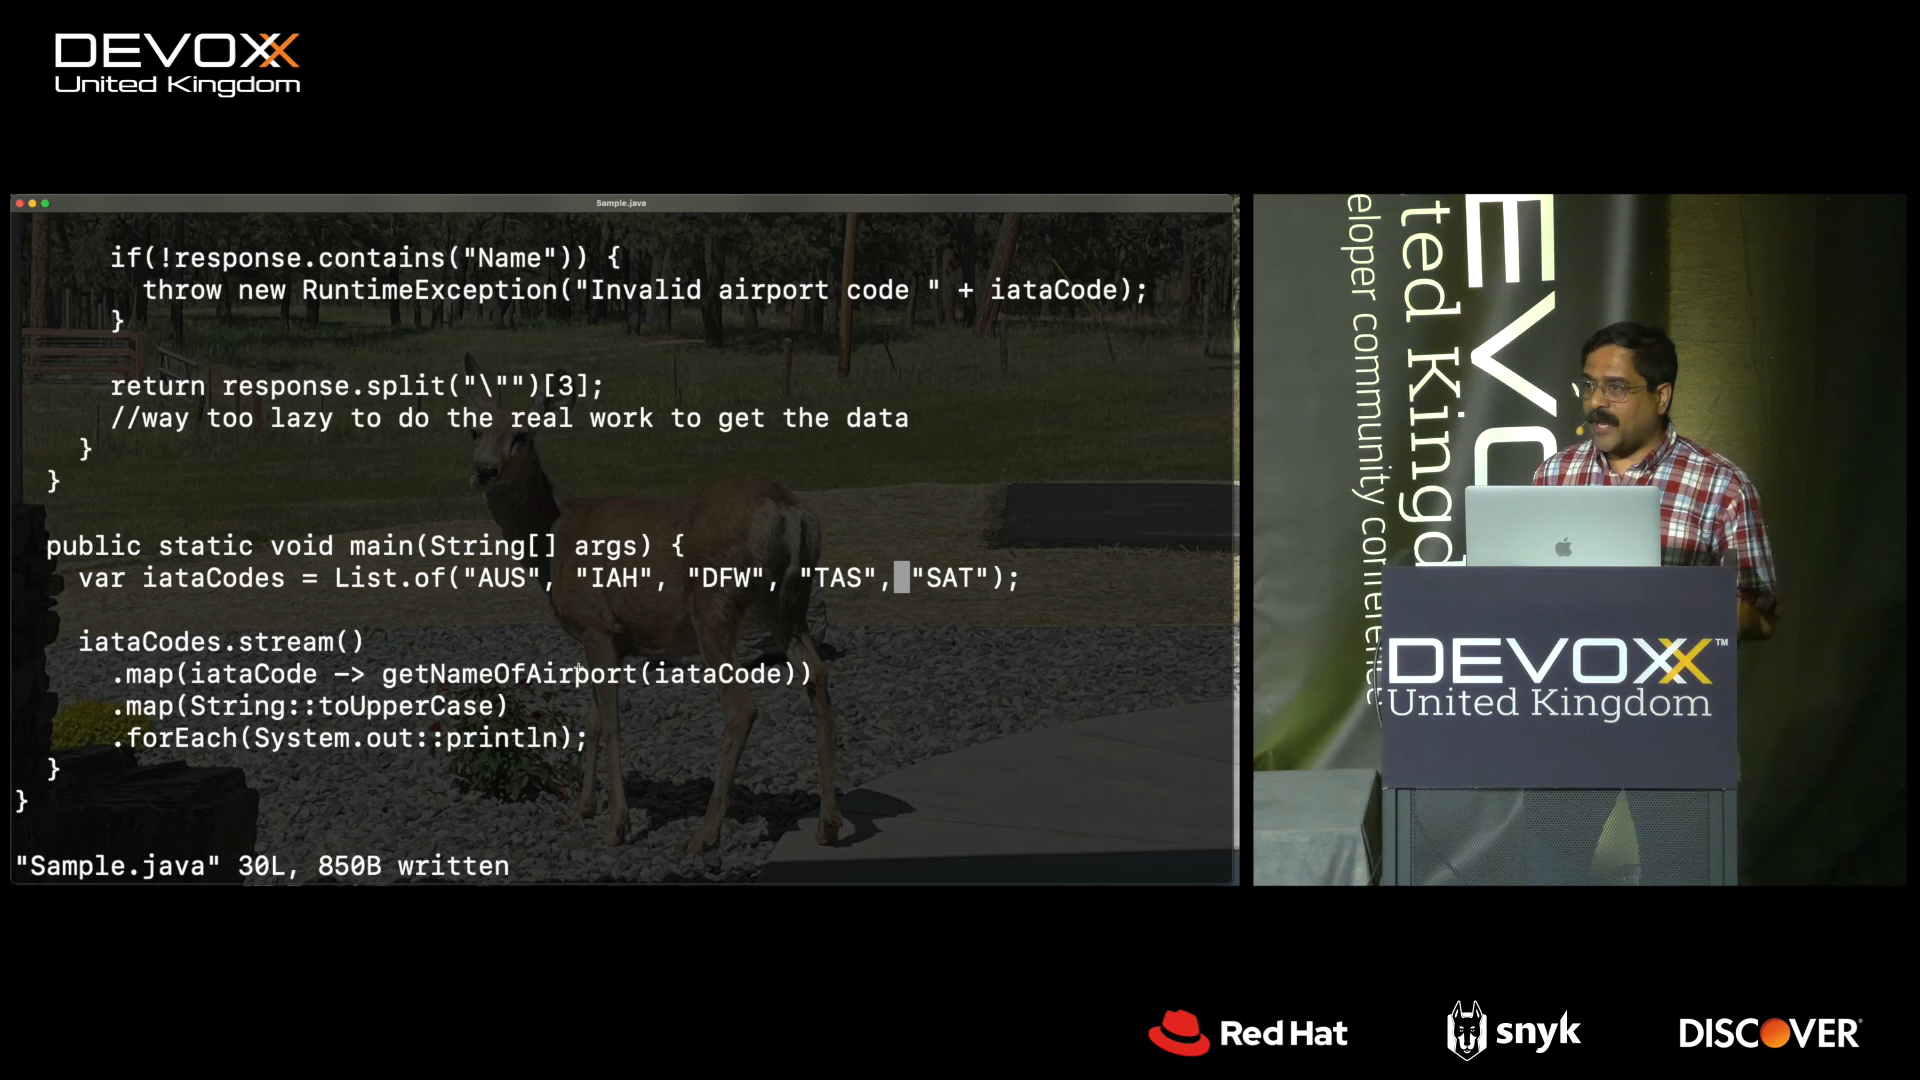 DEVOXX
United Kingdom
Sample.java
if(!response.contains("Name")) {
throw new RuntimeException("Invalid airport code " + iataCode);
}
return response.split("\"")[3];
//way too lazy to do the real work to get the data
}
}
public static void main(String[] args) {
var iataCodes = List.of("AUS", "IAH", "DFW", "TAS", "SAT");
iataCodes.stream()
.map(iataCode -> getNameOfAirport(iataCode))
.map(String::toUpperCase)
.forEach(System.out::println);
}
}
"Sample.java" 30L, 850B written
EVO
ted Kingd
eloper community conference
DEVOXX™
United Kingdom
Red Hat
snyk
DISCOVER